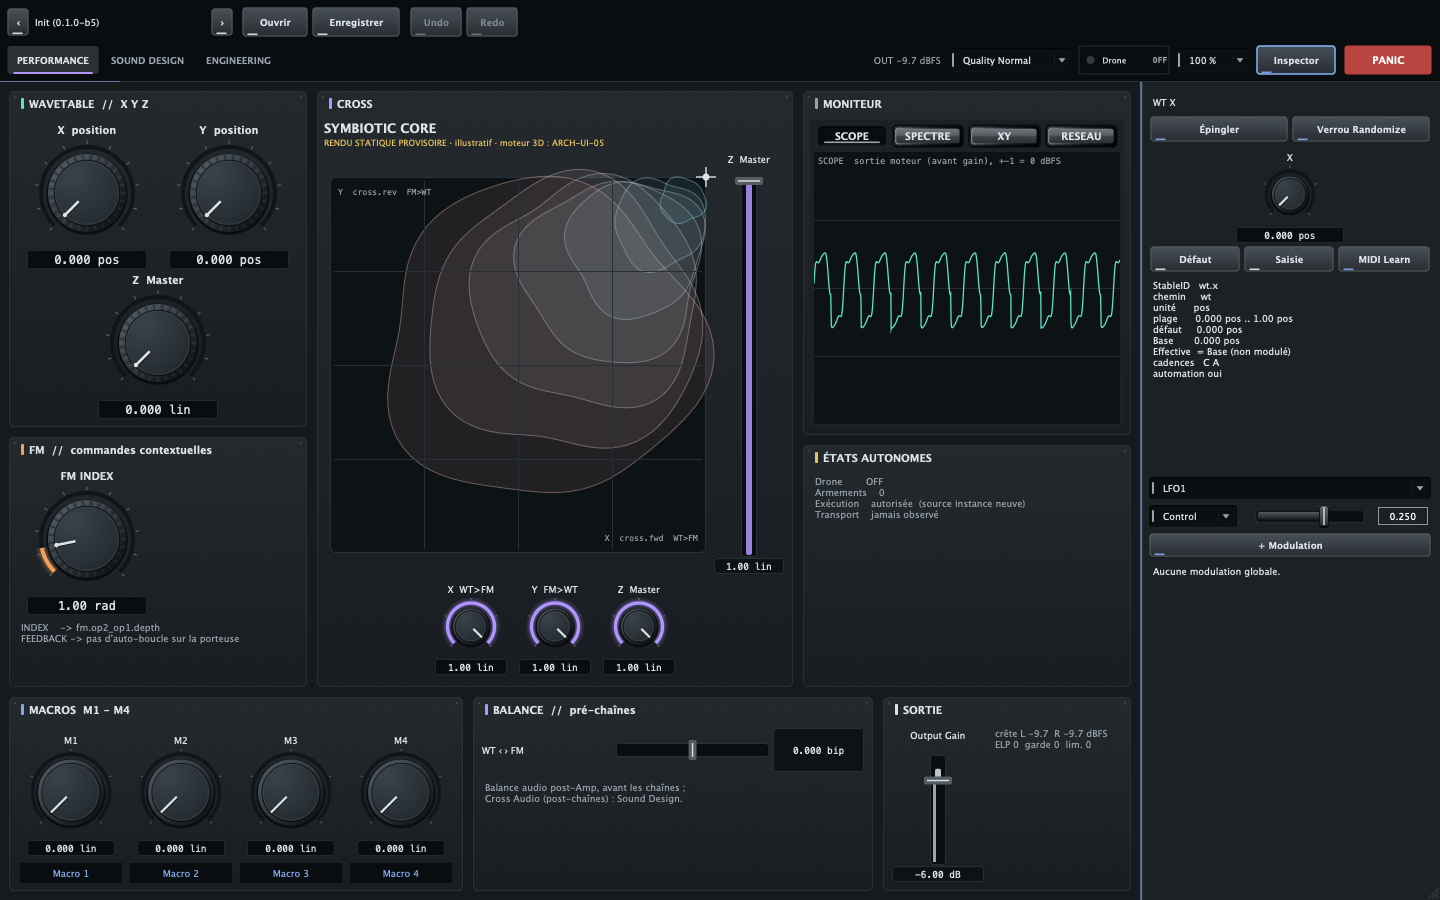 ‹ Init (0.1.0-b5) › Ouvrir Enregistrer Undo Redo
PERFORMANCE SOUND DESIGN ENGINEERING OUT -9.7 dBFS Quality Normal Drone OFF 100 % Inspector PANIC
WAVETABLE // X Y Z
X position Y position
0.000 pos 0.000 pos
Z Master
0.000 lin
FM // commandes contextuelles
FM INDEX
1.00 rad
INDEX -> fm.op2_op1.depth
FEEDBACK -> pas d'auto-boucle sur la porteuse
CROSS
SYMBIOTIC CORE
RENDU STATIQUE PROVISOIRE · illustratif · moteur 3D : ARCH-UI-05
Z Master
Y cross.rev FM>WT
X cross.fwd WT>FM
1.00 lin
X WT>FM Y FM>WT Z Master
1.00 lin 1.00 lin 1.00 lin
MONITEUR
SCOPE SPECTRE XY RESEAU
SCOPE sortie moteur (avant gain), +-1 = 0 dBFS
ÉTATS AUTONOMES
Drone OFF
Armements 0
Exécution autorisée (source instance neuve)
Transport jamais observé
MACROS M1 - M4
M1 M2 M3 M4
0.000 lin 0.000 lin 0.000 lin 0.000 lin
Macro 1 Macro 2 Macro 3 Macro 4
BALANCE // pré-chaînes
WT ‹ › FM 0.000 bip
Balance audio post-Amp, avant les chaînes ;
Cross Audio (post-chaînes) : Sound Design.
SORTIE
Output Gain
crête L -9.7 R -9.7 dBFS
ELP 0 garde 0 lim. 0
-6.00 dB
WT X
Épingler Verrou Randomize
X
0.000 pos
Défaut Saisie MIDI Learn
StableID wt.x
chemin wt
unité pos
plage 0.000 pos .. 1.00 pos
défaut 0.000 pos
Base 0.000 pos
Effective = Base (non modulé)
cadences C A
automation oui
LFO1
Control 0.250
+ Modulation
Aucune modulation globale.